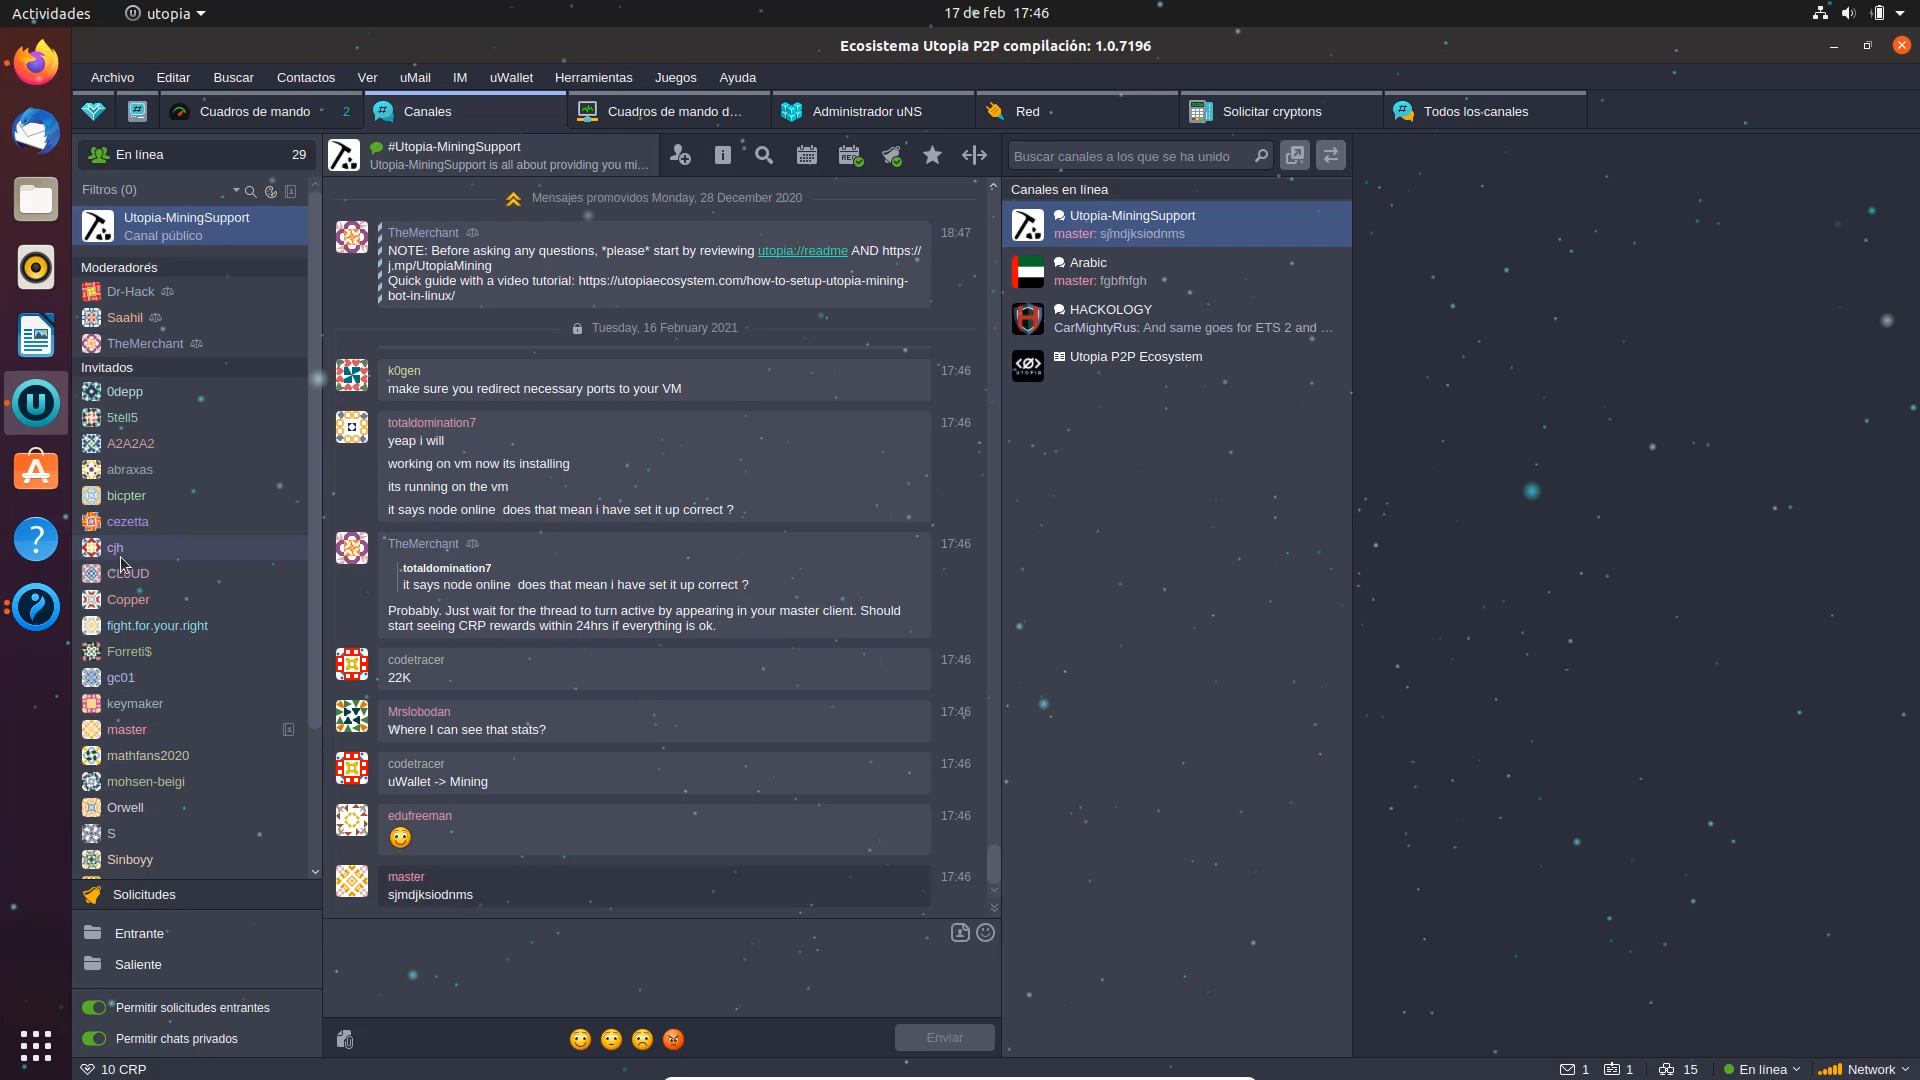 Actividades
utopia
17 de feb 17:46
Ecosistema Utopia P2P compilación: 1.0.7196
Archivo Editar Buscar Contactos Ver uMail IM uWallet Herramientas Juegos Ayuda
Cuadros de mando 2
Canales
Cuadros de mando d...
Administrador uNS
Red
Solicitar cryptons
Todos los canales
En línea 29
Filtros (0)
Utopia-MiningSupport
Canal público
Moderadores
Dr-Hack
Saahil
TheMerchant
Invitados
0depp
5tell5
A2A2A2
abraxas
bicpter
cezetta
cjh
CLOUD
Copper
fight.for.your.right
Forreti$
gc01
keymaker
master
mathfans2020
mohsen-beigi
Orwell
S
Sinboyy
Solicitudes
Entrante
Saliente
Permitir solicitudes entrantes
Permitir chats privados
10 CRP
#Utopia-MiningSupport
Utopia-MiningSupport is all about providing you mi...
REC
Mensajes promovidos Monday, 28 December 2020
TheMerchant 18:47
NOTE: Before asking any questions, *please* start by reviewing utopia://readme AND https://
j.mp/UtopiaMining
Quick guide with a video tutorial: https://utopiaecosystem.com/how-to-setup-utopia-mining-
bot-in-linux/
Tuesday, 16 February 2021
k0gen 17:46
make sure you redirect necessary ports to your VM
totaldomination7 17:46
yeap i will
working on vm now its installing
its running on the vm
it says node online does that mean i have set it up correct ?
TheMerchant 17:46
totaldomination7
it says node online does that mean i have set it up correct ?
Probably. Just wait for the thread to turn active by appearing in your master client. Should
start seeing CRP rewards within 24hrs if everything is ok.
codetracer 17:46
22K
Mrslobodan 17:46
Where I can see that stats?
codetracer 17:46
uWallet -> Mining
edufreeman 17:46
master 17:46
sjmdjksiodnms
Enviar
Buscar canales a los que se ha unido
Canales en línea
Utopia-MiningSupport
master: sjmdjksiodnms
Arabic
master: fgbfhfgh
HACKOLOGY
CarMightyRus: And same goes for ETS 2 and ...
Utopia P2P Ecosystem
1 1 15 En línea Network